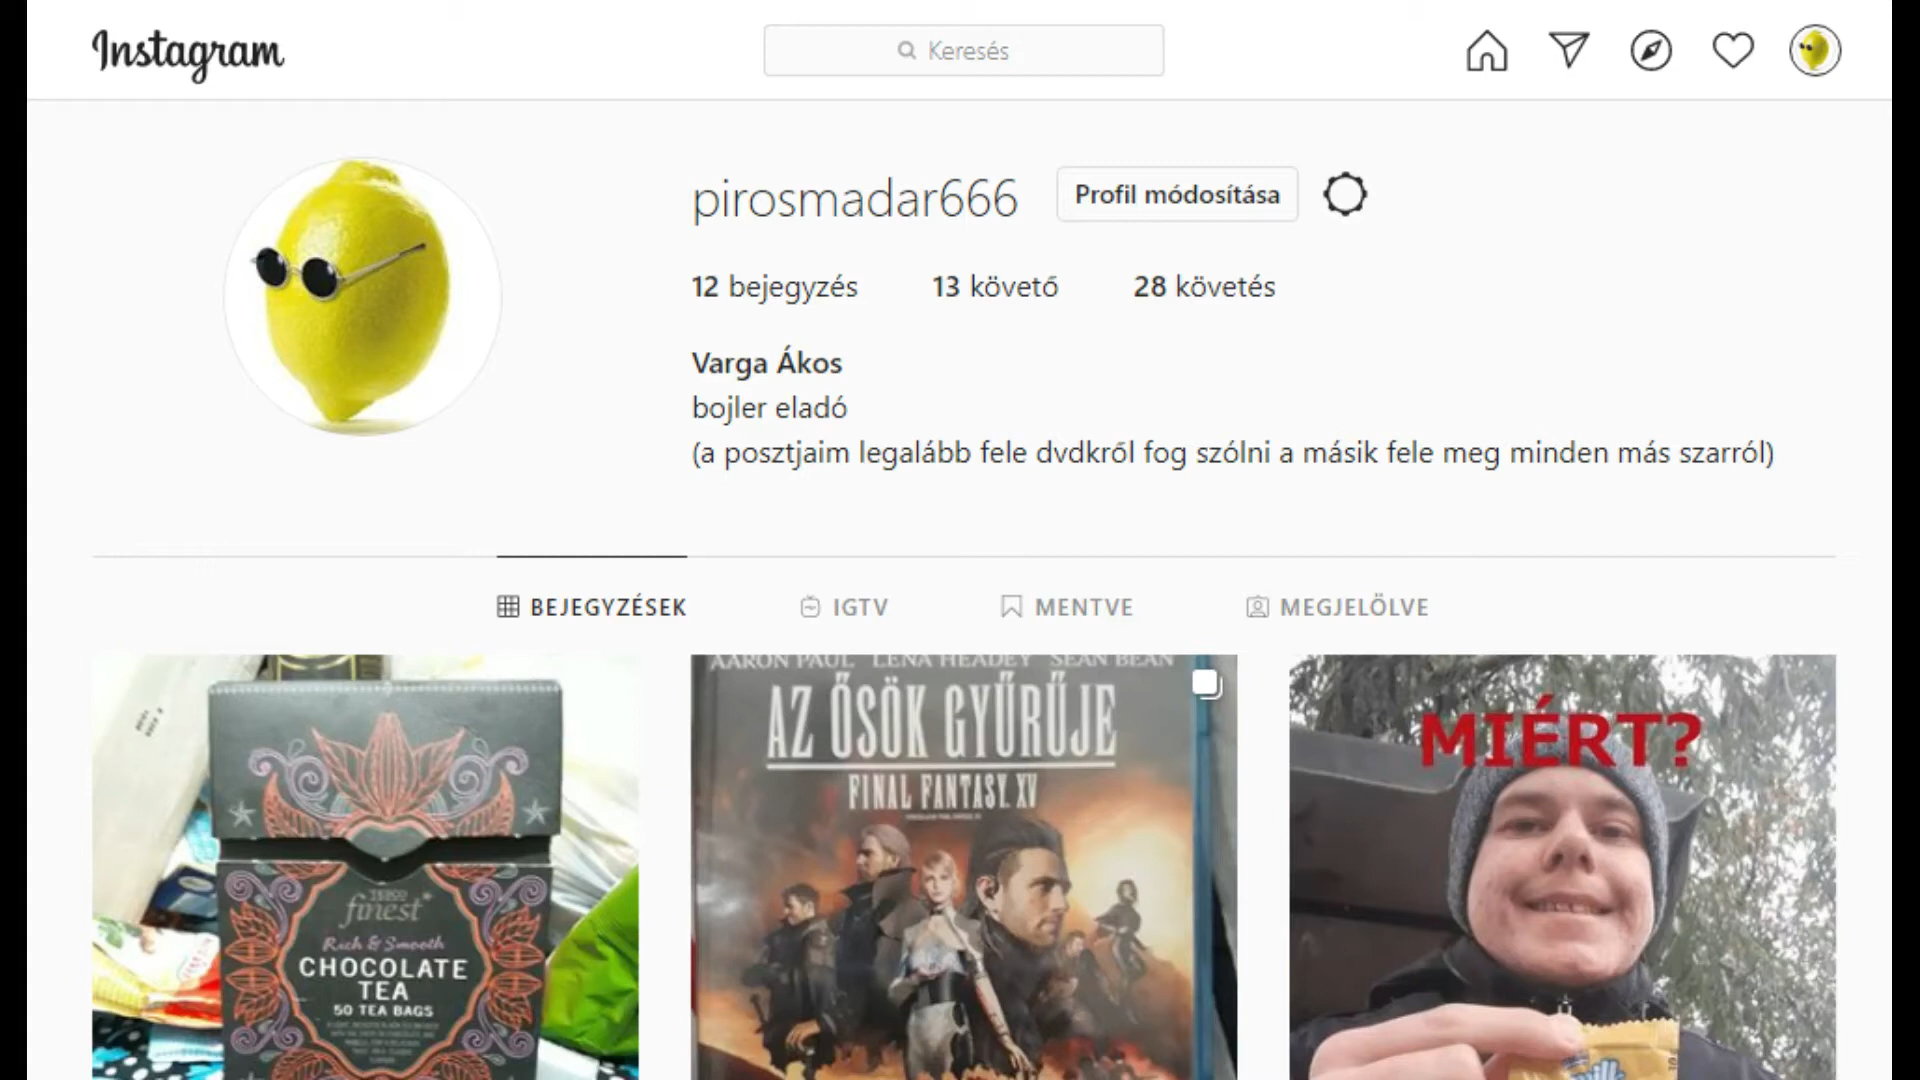 Instagram
Keresés
pirosmadar666
Profil módosítása
12 bejegyzés
13 követő
28 követés
Varga Ákos
bojler eladó
(a posztjaim legalább fele dvdkről fog szólni a másik fele meg minden más szarról)
BEJEGYZÉSEK
IGTV
MENTVE
MEGJELÖLVE
TESCO
finest*
Rich & Smooth
CHOCOLATE
TEA
50 TEA BAGS
AARON PAUL LENA HEADEY SEAN BEAN
AZ ŐSÖK GYŰRŰJE
FINAL FANTASY XV
MIÉRT?